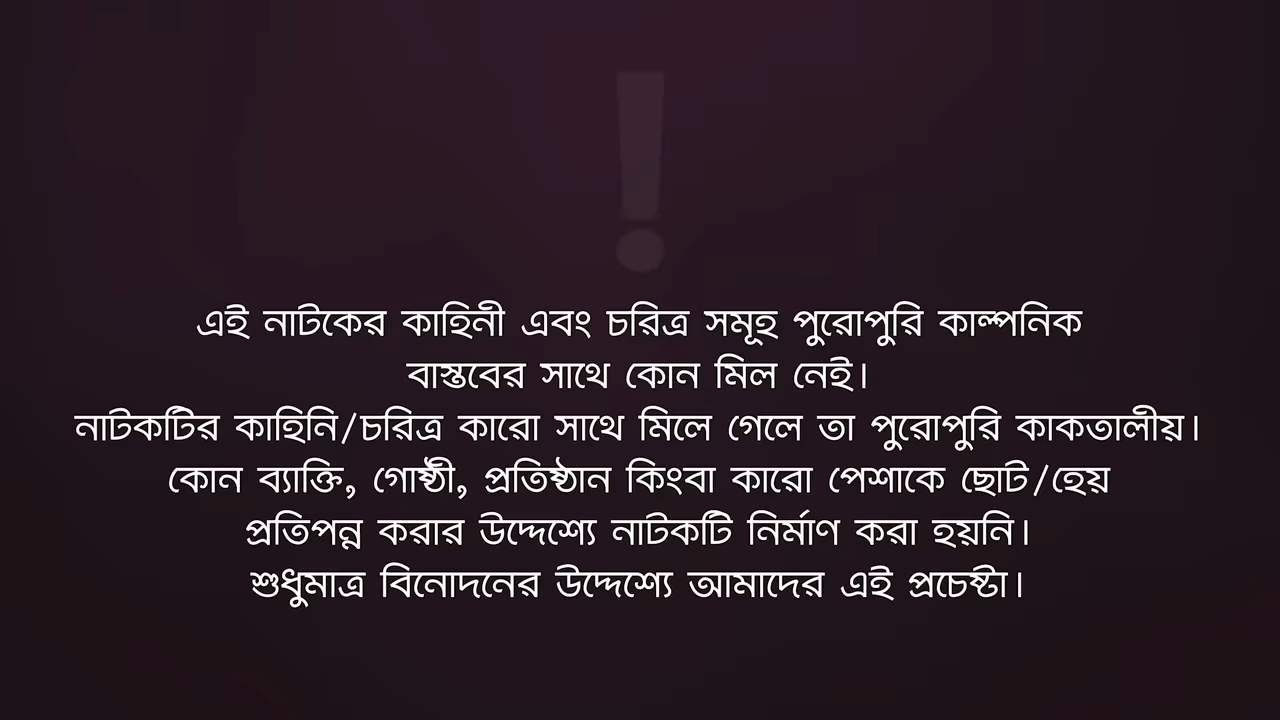 এই নাটকের কাহিনী এবং চরিত্র সমূহ পুরোপুরি কাল্পনিক
বাস্তবের সাথে কোন মিল নেই।
নাটকটির কাহিনি/চরিত্র কারো সাথে মিলে গেলে তা পুরোপুরি কাকতালীয়।
কোন ব্যাক্তি, গোষ্ঠী, প্রতিষ্ঠান কিংবা কারো পেশাকে ছোট/হেয়
প্রতিপন্ন করার উদ্দেশ্যে নাটকটি নির্মাণ করা হয়নি।
শুধুমাত্র বিনোদনের উদ্দেশ্যে আমাদের এই প্রচেষ্টা।